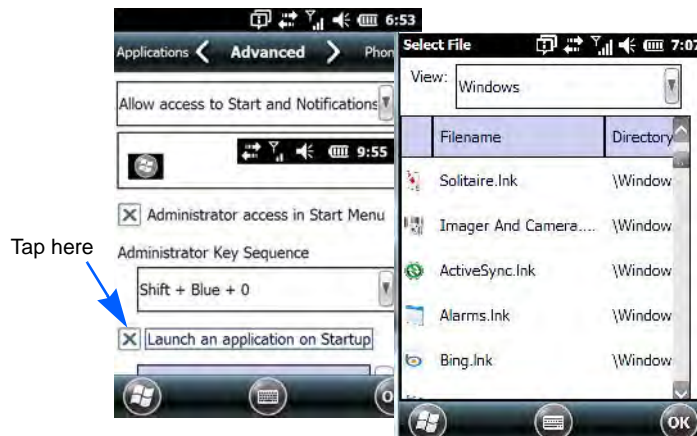 6:53
Applications Advanced Phon
Allow access to Start and Notifications
9:55
Administrator access in Start Menu
Administrator Key Sequence
Shift + Blue + 0
Launch an application on Startup
Tap here
Select File 7:07
View: Windows
Filename Directory
Solitaire.lnk \Window
Imager And Camera.... \Window
ActiveSync.lnk \Window
Alarms.lnk \Window
Bing.lnk \Window
OK